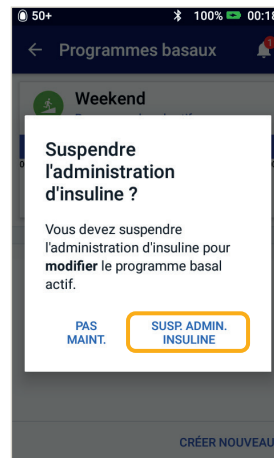 50+ 100% 00:18
Programmes basaux
Weekend
Suspendre
l'administration
d'insuline ?
Vous devez suspendre
l'administration d'insuline pour
modifier le programme basal
actif.
PAS
MAINT.
SUSP. ADMIN.
INSULINE
CRÉER NOUVEAU